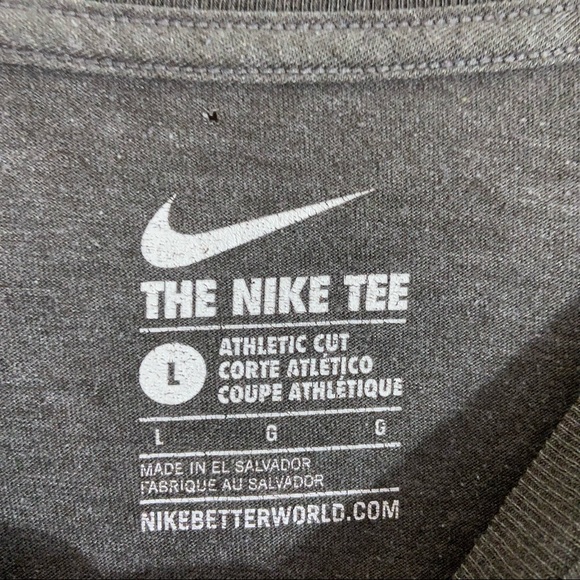 THE NIKE TEE
L
ATHLETIC CUT
CORTE ATLÉTICO
COUPE ATHLÉTIQUE
L G G
MADE IN EL SALVADOR
FABRIQUE AU SALVADOR
NIKEBETTERWORLD.COM